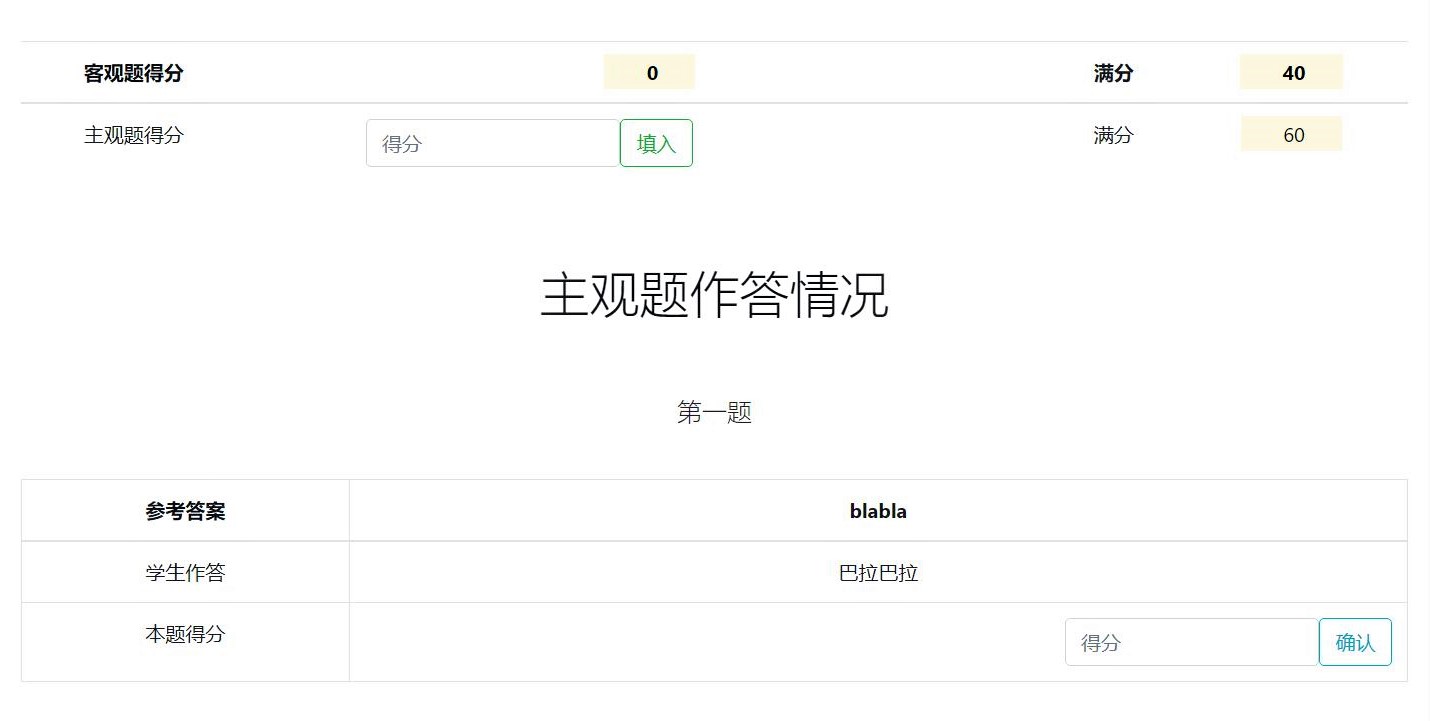 客观题得分 0 满分 40
主观题得分 得分 填入 满分 60
主观题作答情况
第一题
参考答案 blabla
学生作答 巴拉巴拉
本题得分 得分 确认